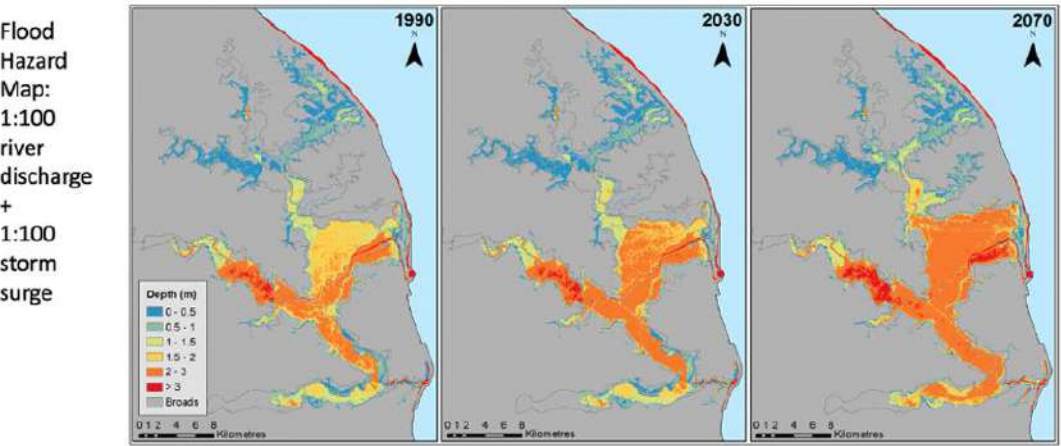 Flood
Hazard
Map:
1:100
river
discharge
+
1:100
storm
surge
1990
N
2030
N
2070
N
Depth (m)
0 - 0.5
0.5 - 1
1 - 1.5
1.5 - 2
2 - 3
> 3
Broads
0 1 2 4 6 8
Kilometres
0 1 2 4 6 8
Kilometres
0 1 2 4 6 8
Kilometres